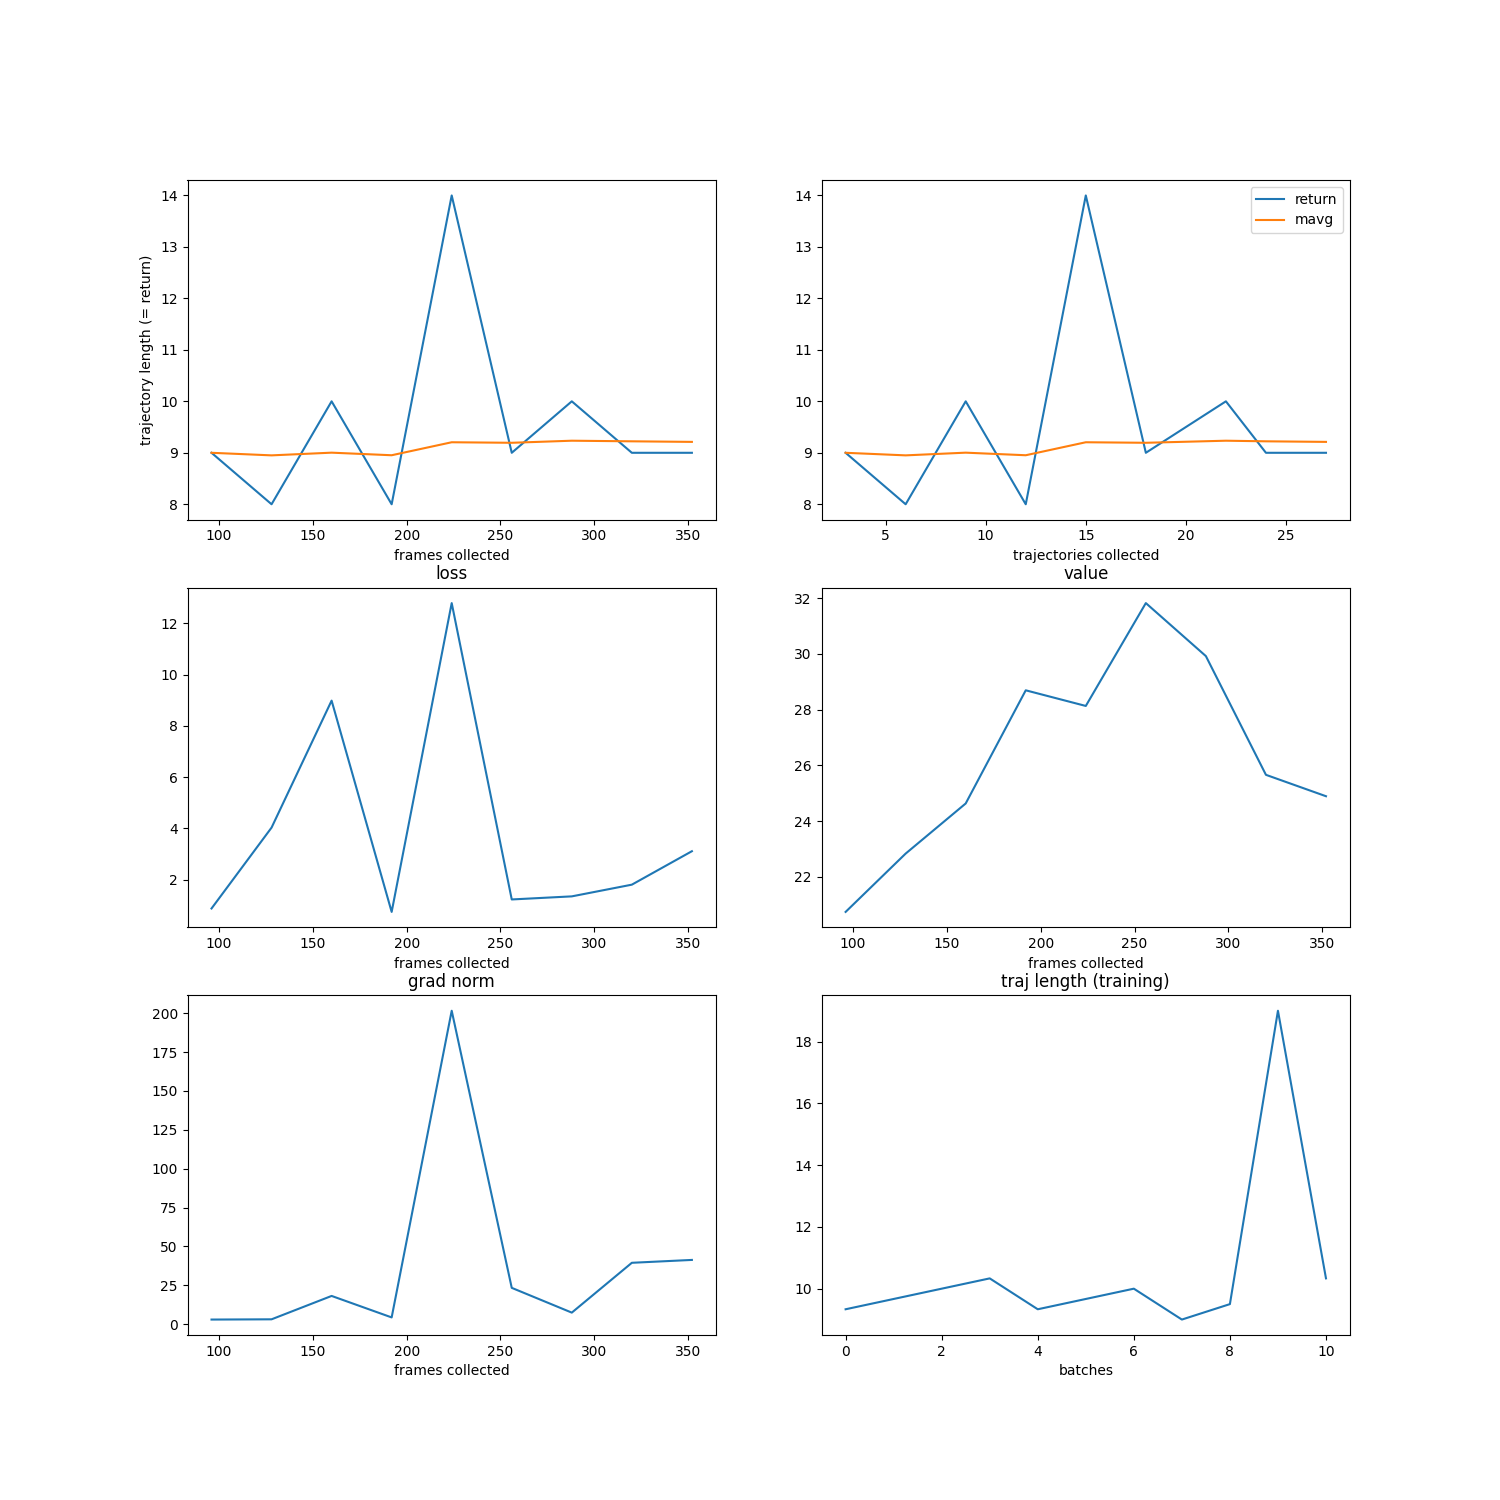 14
13
12
11
10
9
8
trajectory length (= return)
100 150 200 250 300 350
frames collected
return
mavg
14
13
12
11
10
9
8
5 10 15 20 25
trajectories collected
loss
12
10
8
6
4
2
100 150 200 250 300 350
frames collected
value
32
30
28
26
24
22
100 150 200 250 300 350
frames collected
grad norm
200
175
150
125
100
75
50
25
0
100 150 200 250 300 350
frames collected
traj length (training)
18
16
14
12
10
0 2 4 6 8 10
batches